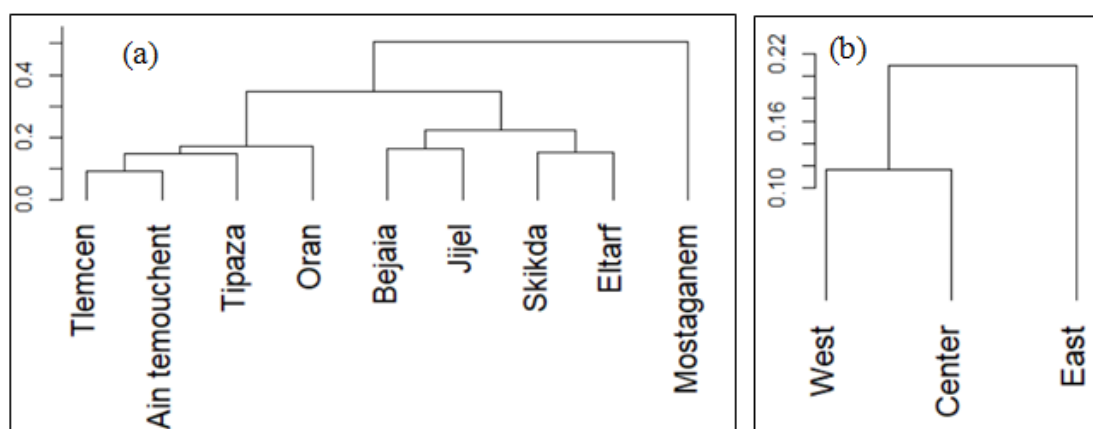 (a)
0.4
0.2
0.0
Tlemcen
Ain temouchent
Tipaza
Oran
Bejaia
Jijel
Skikda
Eltarf
Mostaganem
(b)
0.22
0.16
0.10
West
Center
East